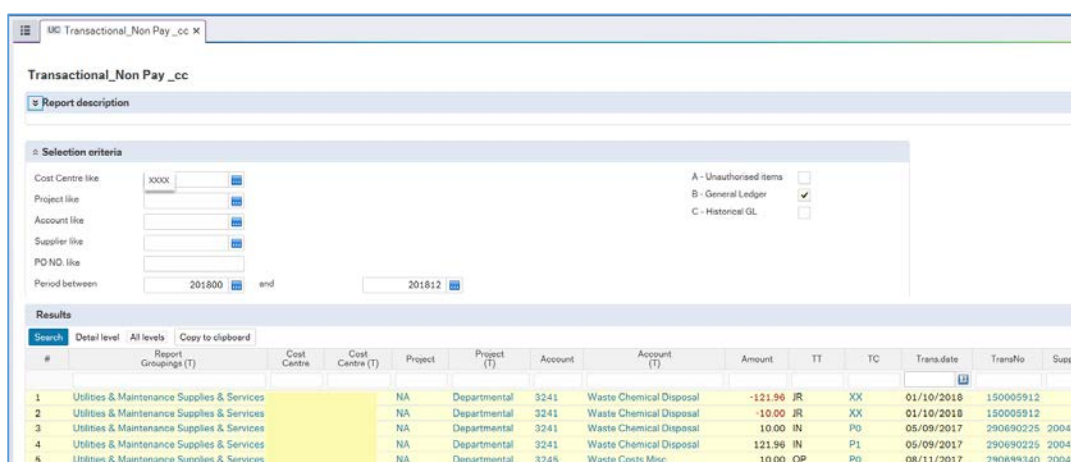 UC Transactional_Non Pay _cc x
Transactional_Non Pay _cc
Report description
Selection criteria
Cost Centre like xxxx A - Unauthorised items
Project like B - General Ledger
Account like C - Historical GL
Supplier like
PO NO. like
Period between 201800 and 201812
Results
Search Detail level All levels Copy to clipboard
# Report Groupings (T) Cost Centre Cost Centre (T) Project Project (T) Account Account (T) Amount TT TC Trans.date TransNo Supp
1 Utilities & Maintenance Supplies & Services NA Departmental 3241 Waste Chemical Disposal -121.96 JR XX 01/10/2018 150005912
2 Utilities & Maintenance Supplies & Services NA Departmental 3241 Waste Chemical Disposal -10.00 JR XX 01/10/2018 150005912
3 Utilities & Maintenance Supplies & Services NA Departmental 3241 Waste Chemical Disposal 10.00 IN P0 05/09/2017 290690225 2004
4 Utilities & Maintenance Supplies & Services NA Departmental 3241 Waste Chemical Disposal 121.96 IN P1 05/09/2017 290690225 2004
5 Utilities & Maintenance Supplies & Services NA Departmental 3245 Waste Costs Misc 10.00 OP P0 08/11/2017 290699340 2004